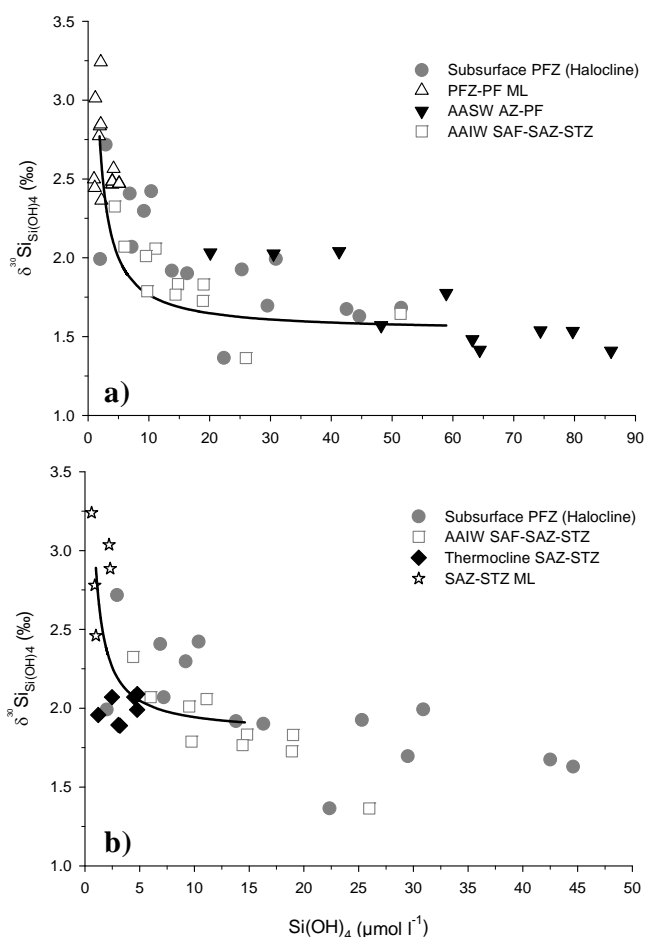 3.5
3.0
2.5
2.0
1.5
1.0
δ³⁰Si_Si(OH)4 (‰)
Subsurface PFZ (Halocline)
PFZ-PF ML
AASW AZ-PF
AAIW SAF-SAZ-STZ
a)
0 10 20 30 40 50 60 70 80 90
3.5
3.0
2.5
2.0
1.5
1.0
δ³⁰Si_Si(OH)4 (‰)
Subsurface PFZ (Halocline)
AAIW SAF-SAZ-STZ
Thermocline SAZ-STZ
SAZ-STZ ML
b)
0 5 10 15 20 25 30 35 40 45 50
Si(OH)₄ (µmol l⁻¹)